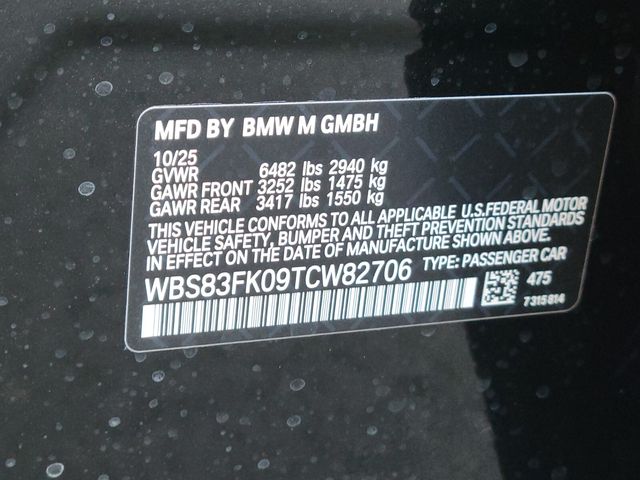 MFD BY BMW M GMBH
10/25
GVWR 6482 lbs 2940 kg
GAWR FRONT 3252 lbs 1475 kg
GAWR REAR 3417 lbs 1550 kg
THIS VEHICLE CONFORMS TO ALL APPLICABLE U.S.FEDERAL MOTOR
VEHICLE SAFETY, BUMPER AND THEFT PREVENTION STANDARDS
IN EFFECT ON THE DATE OF MANUFACTURE SHOWN ABOVE.
WBS83FK09TCW82706 TYPE: PASSENGER CAR
475
7315814